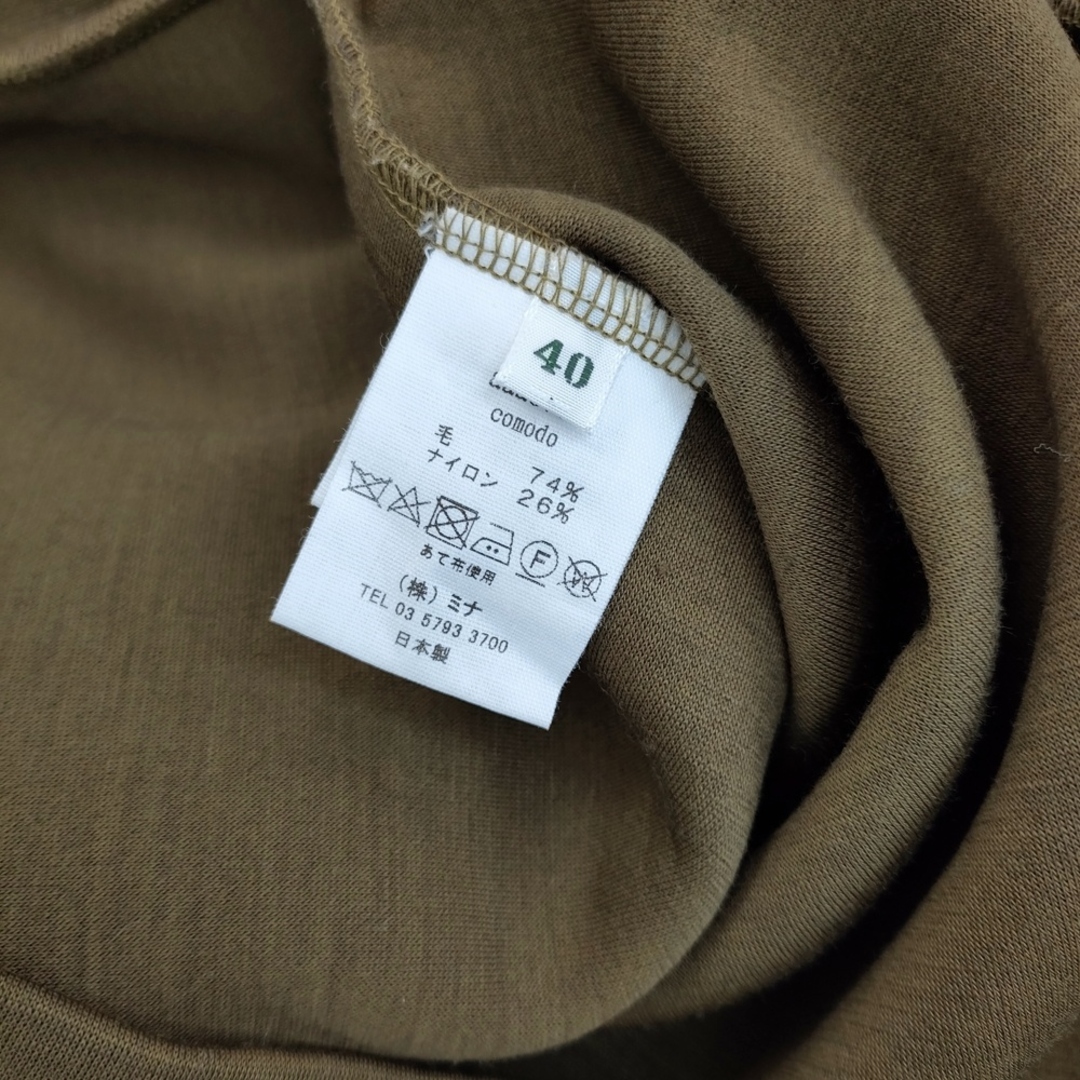 40
comodo
毛 74%
ナイロン 26%
F
W
あて布使用
(株) ミナ
TEL 03 5793 3700
日本製